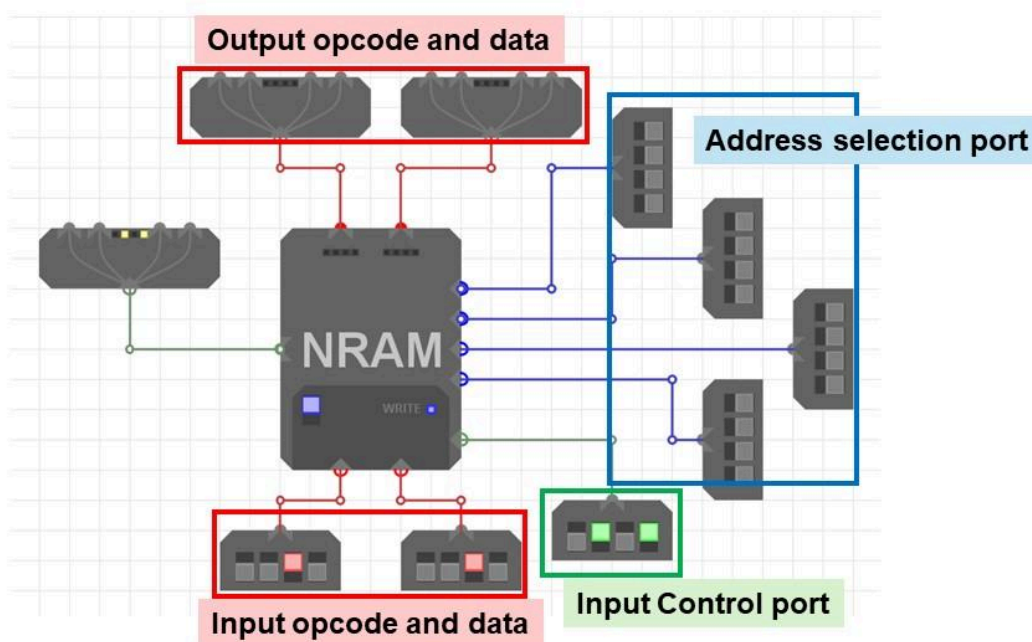 Output opcode and data
Address selection port
NRAM
WRITE
Input Control port
Input opcode and data